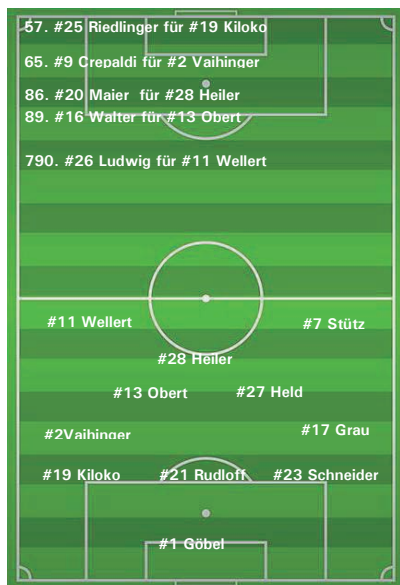 57. #25 Riedlinger für #19 Kiloko
65. #9 Crepaldi für #2 Vaihinger
86. #20 Maier für #28 Heiler
89. #16 Walter für #13 Obert
790. #26 Ludwig für #11 Wellert
#11 Wellert #7 Stütz
#28 Heiler
#13 Obert #27 Held
#2Vaihinger #17 Grau
#19 Kiloko #21 Rudloff #23 Schneider
#1 Göbel